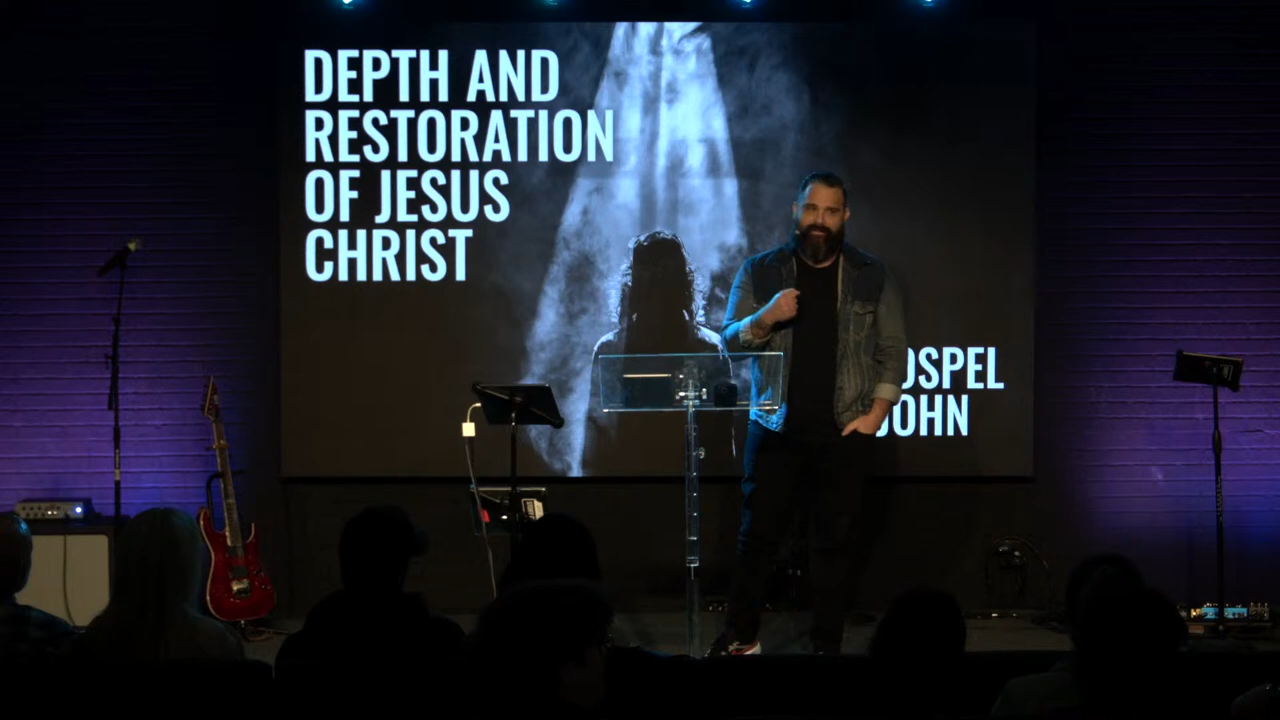 DEPTH AND
RESTORATION
OF JESUS
CHRIST
OSPEL
JOHN